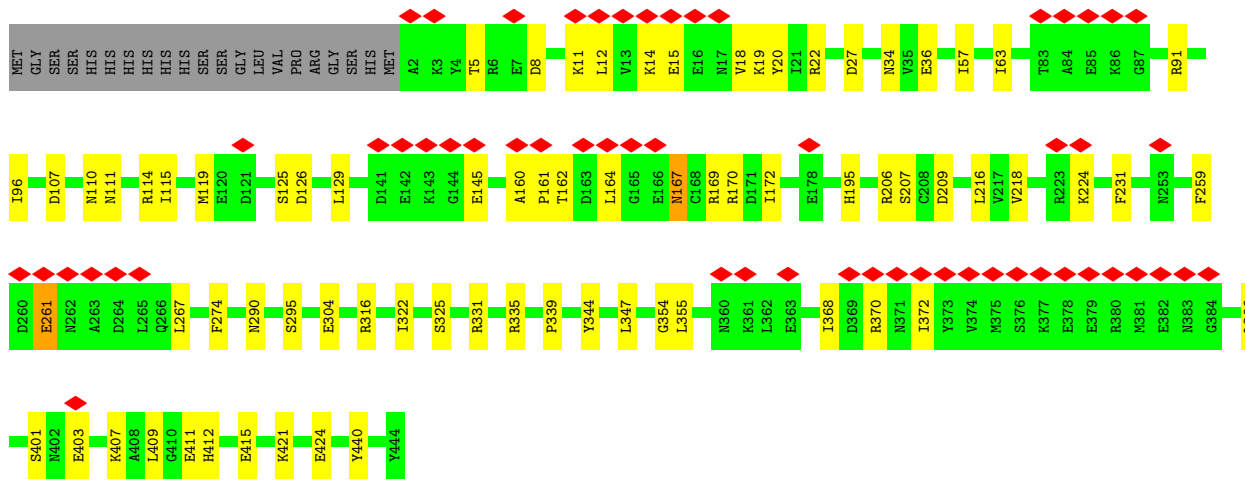 MET GLY SER SER HIS HIS HIS HIS HIS HIS SER SER GLY LEU VAL PRO ARG GLY SER HIS MET A2 K3 Y4 T5 R6 E7 D8 K11 L12 V13 K14 E15 E16 N17 V18 K19 Y20 I21 R22 D27 N34 V35 E36 I57 I63 T83 A84 E85 K86 G87 R91
I96 D107 N110 N111 R114 I115 M119 E120 D121 S125 D126 L129 D141 E142 K143 G144 E145 A160 P161 T162 D163 L164 G165 E166 N167 C168 R169 R170 D171 I172 E178 H195 R206 S207 C208 D209 L216 V217 V218 R223 K224 F231 N253 F259
D260 E261 N262 A263 D264 L265 Q266 L267 F274 N290 S295 E304 R316 I322 S325 R331 R335 P339 Y344 L347 G354 L355 N360 K361 L362 E363 I368 D369 R370 N371 I372 Y373 V374 M375 S376 K377 E378 E379 R380 M381 E382 N383 G384
S401 N402 E403 K407 A408 L409 G410 E411 H412 E415 K421 E424 Y440 Y444